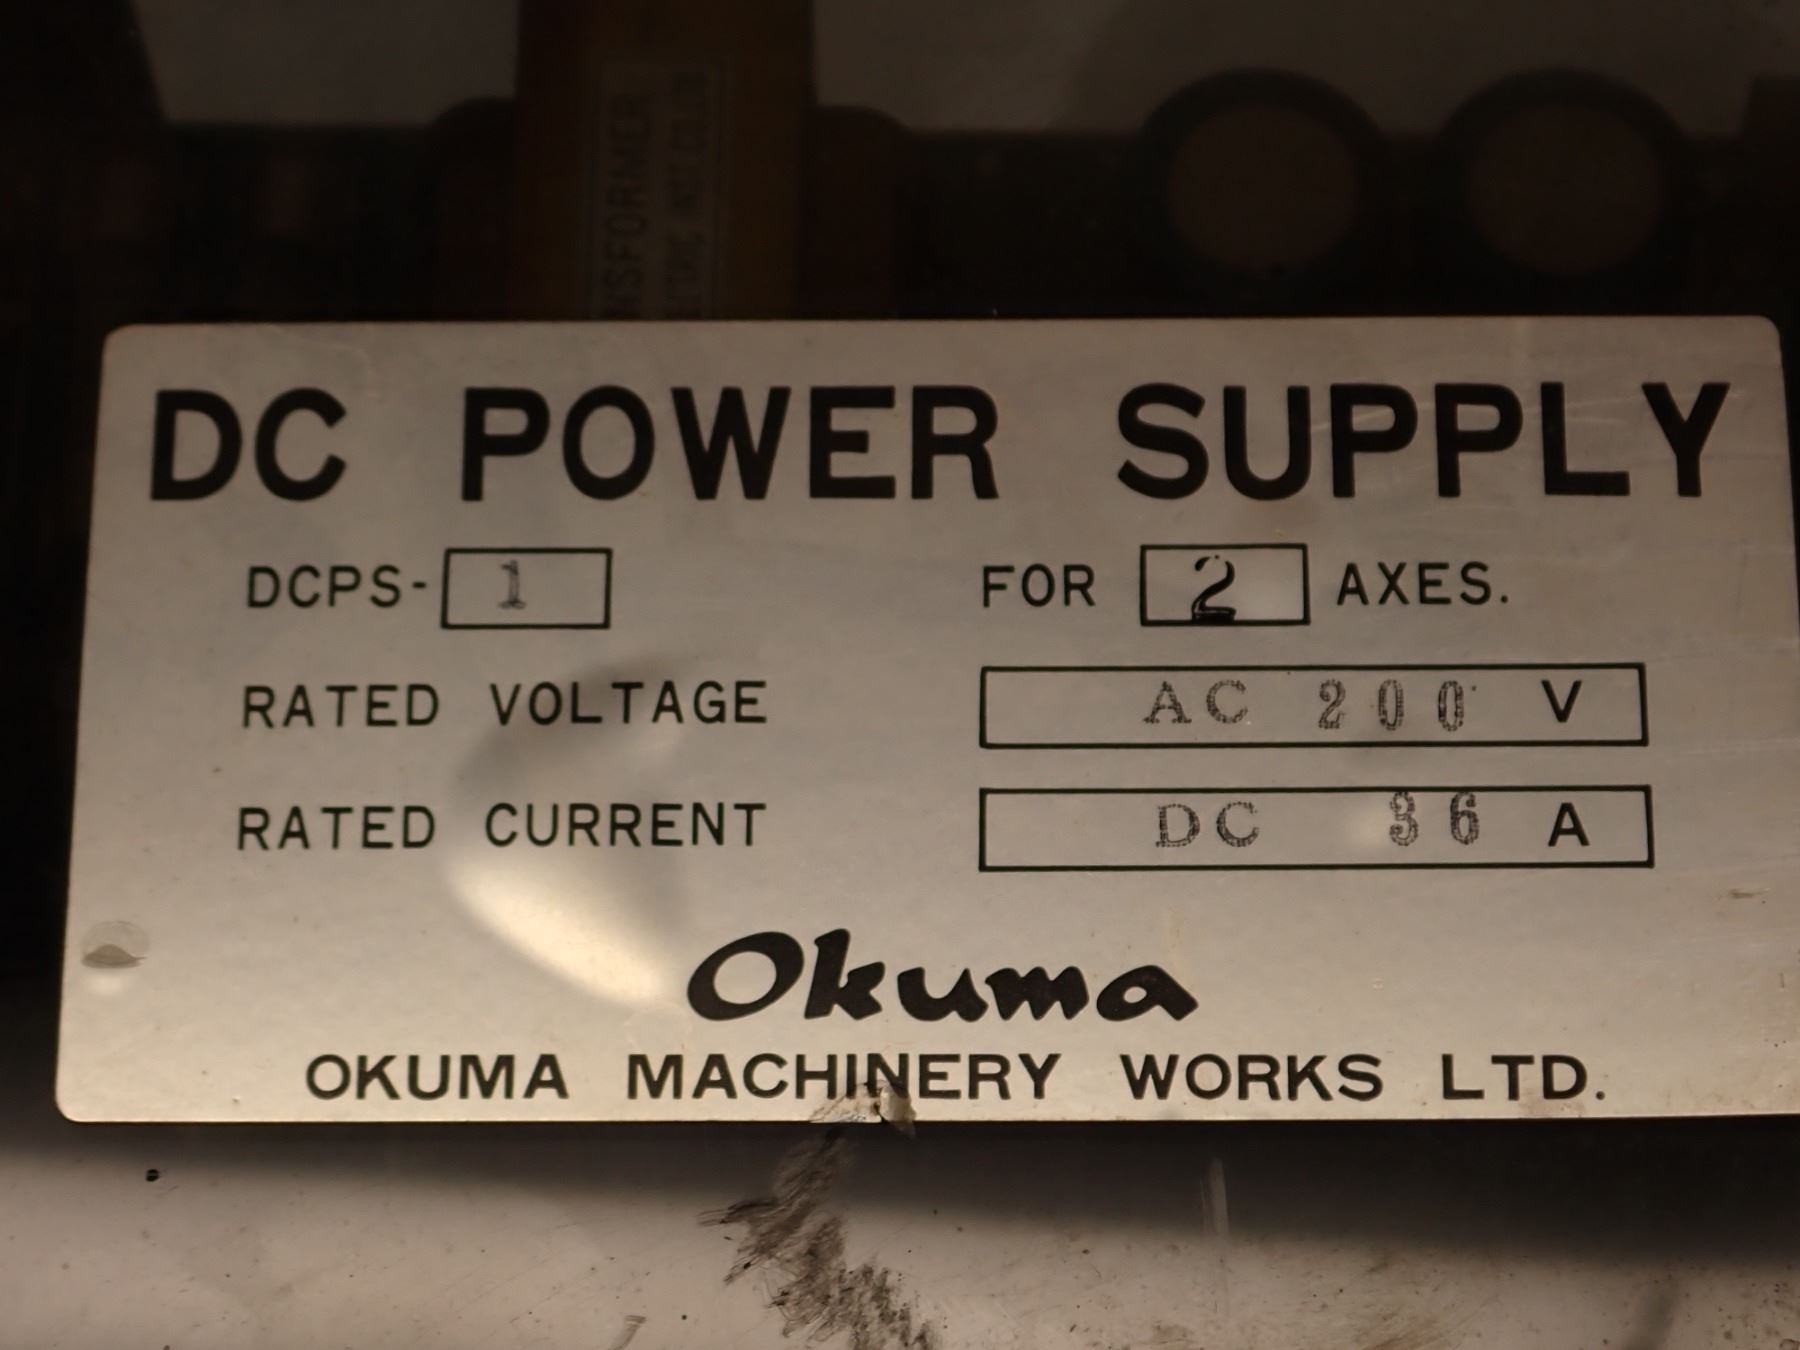 DC POWER SUPPLY
DCPS-1 FOR 2 AXES.
RATED VOLTAGE AC 200 V
RATED CURRENT DC 36 A
Okuma
OKUMA MACHINERY WORKS LTD.